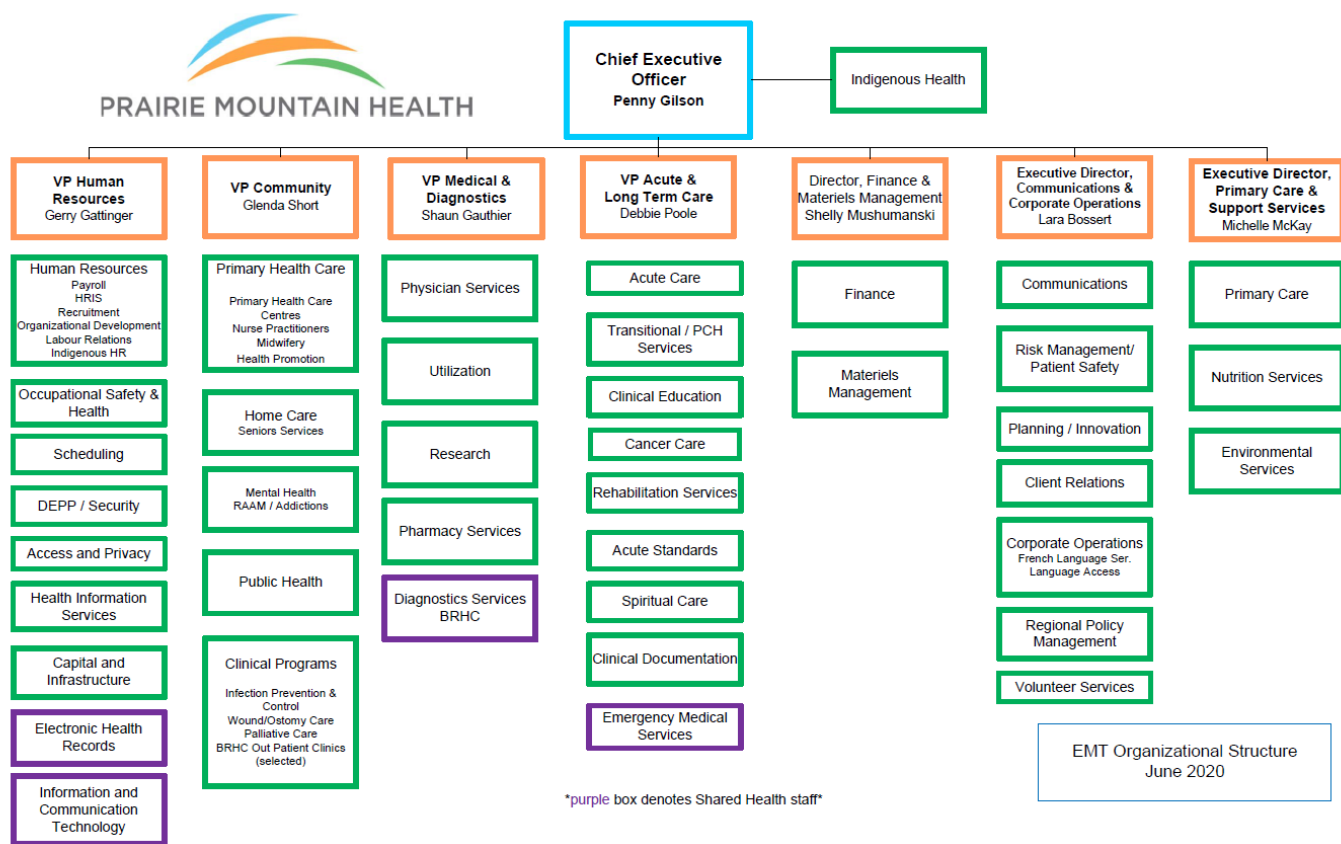 PRAIRIE MOUNTAIN HEALTH
Chief Executive
Officer
Penny Gilson
Indigenous Health
VP Human
Resources
Gerry Gattinger
VP Community
Glenda Short
VP Medical &
Diagnostics
Shaun Gauthier
VP Acute &
Long Term Care
Debbie Poole
Director, Finance &
Materiels Management
Shelly Mushumanski
Executive Director,
Communications &
Corporate Operations
Lara Bossert
Executive Director,
Primary Care &
Support Services
Michelle McKay
Human Resources
Payroll
HRIS
Recruitment
Organizational Development
Labour Relations
Indigenous HR
Occupational Safety &
Health
Scheduling
DEPP / Security
Access and Privacy
Health Information
Services
Capital and
Infrastructure
Electronic Health
Records
Information and
Communication
Technology
Primary Health Care
Primary Health Care
Centres
Nurse Practitioners
Midwifery
Health Promotion
Home Care
Seniors Services
Mental Health
RAAM / Addictions
Public Health
Clinical Programs
Infection Prevention &
Control
Wound/Ostomy Care
Palliative Care
BRHC Out Patient Clinics
(selected)
Physician Services
Utilization
Research
Pharmacy Services
Diagnostics Services
BRHC
Acute Care
Transitional / PCH
Services
Clinical Education
Cancer Care
Rehabilitation Services
Acute Standards
Spiritual Care
Clinical Documentation
Emergency Medical
Services
Finance
Materiels
Management
Communications
Risk Management/
Patient Safety
Planning / Innovation
Client Relations
Corporate Operations
French Language Ser.
Language Access
Regional Policy
Management
Volunteer Services
Primary Care
Nutrition Services
Environmental
Services
EMT Organizational Structure
June 2020
*purple box denotes Shared Health staff*